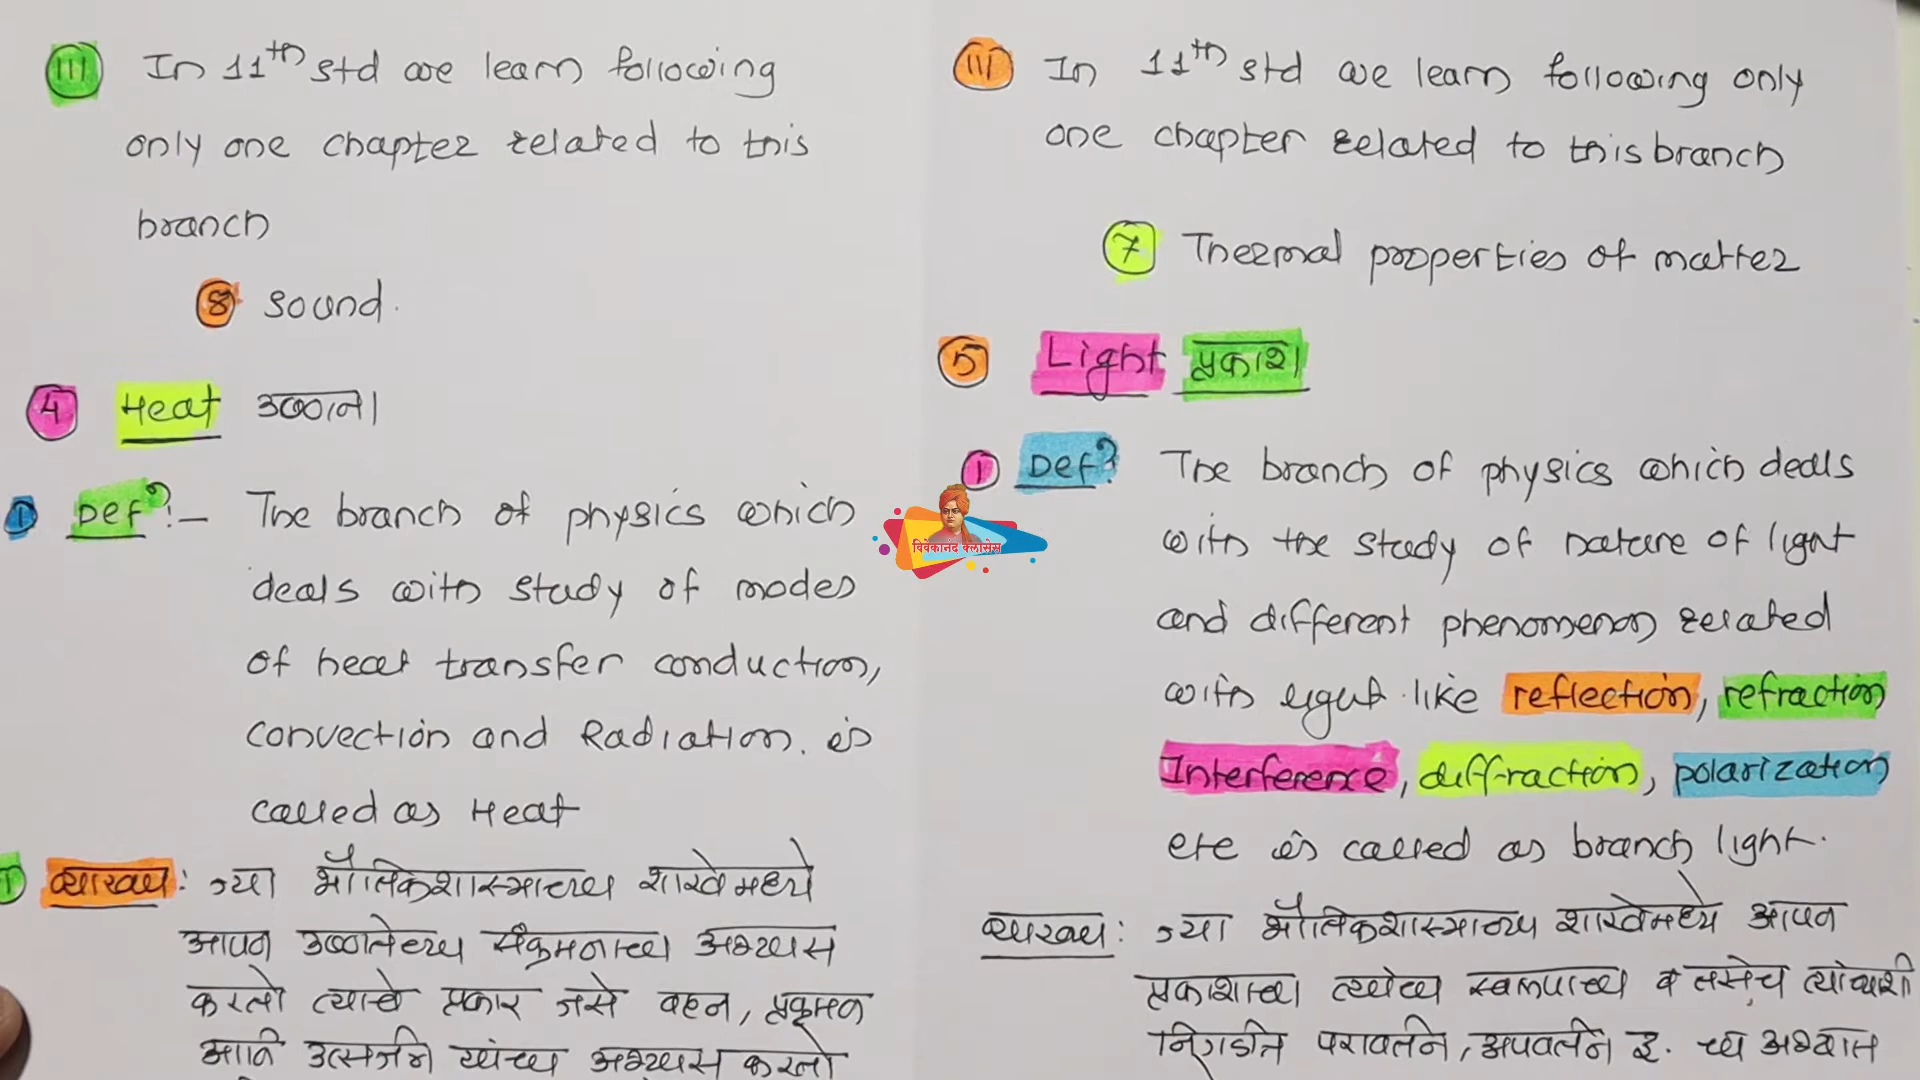 III In 11th std we learn following
only one chapter related to this
branch
8 Sound.
4 Heat उष्णता
1 Defn:- The branch of physics which
deals with study of modes
of heat transfer conduction,
convection and Radiation. is
called as Heat
व्याख्या: ज्या भौतिकशास्त्राच्या शाखेमध्ये
आपण उष्णतेच्या संक्रमणाचा अभ्यास
करतो त्याचे प्रकार जसे वहन, प्रक्रमण
आणि उत्सर्जन यांचा अभ्यास करतो
III In 11th std we learn following only
one chapter related to this branch
7 Thermal properties of matter
5 Light प्रकाश
1 Defn The branch of physics which deals
with the study of nature of light
and different phenomenon related
with light like reflection, refraction
Interference, diffraction, polarization
etc is called as branch light.
व्याख्या: ज्या भौतिकशास्त्राच्या शाखेमध्ये आपण
प्रकाशाचा त्याच्या स्वरूपाचा व तसेच त्यांच्याशी
निगडीत परावर्तन, अपवर्तन इ. चा अभ्यास
विवेकानंद क्लासेस